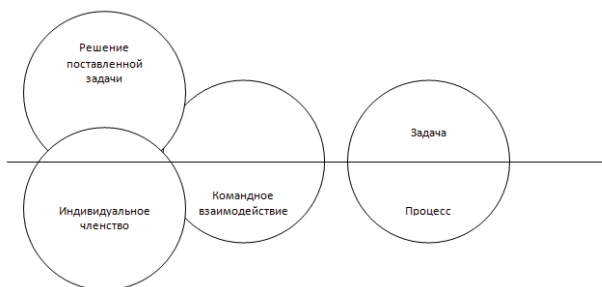 Решение
поставленной
задачи
Задача
Индивидуальное
членство
Командное
взаимодействие
Процесс